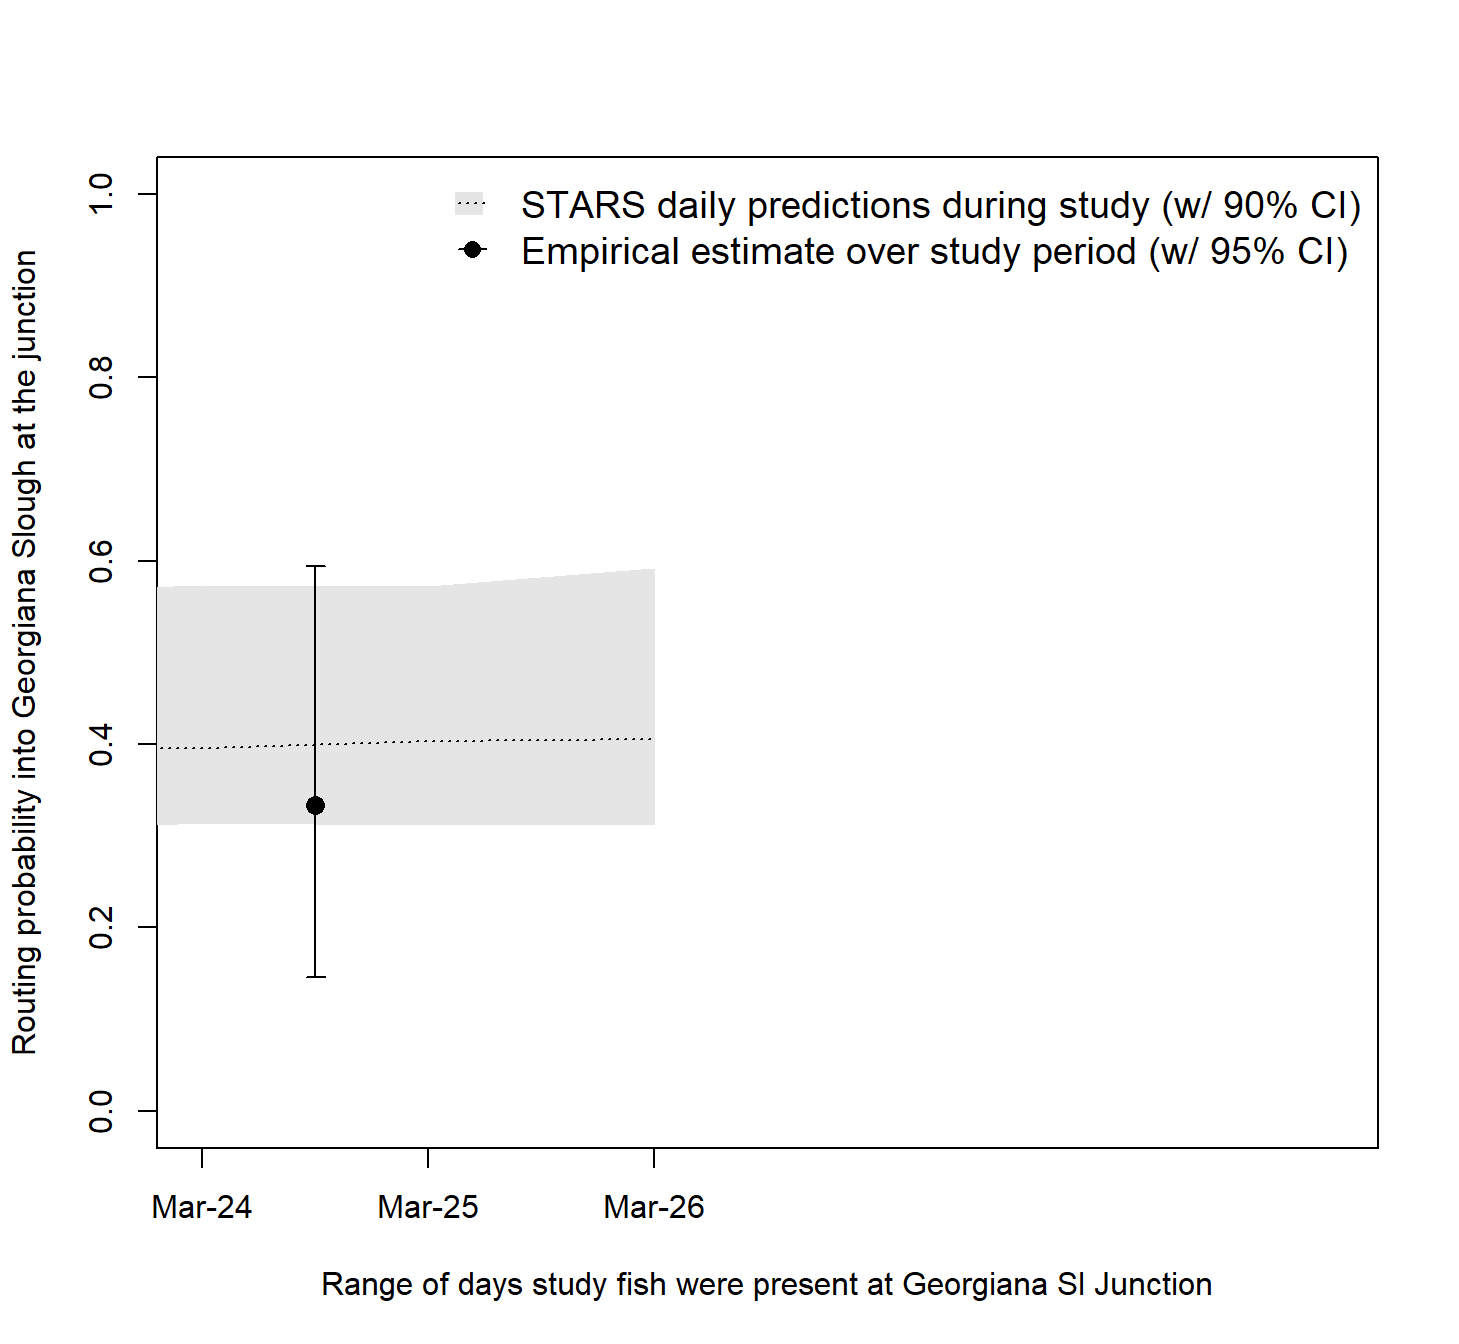 STARS daily predictions during study (w/ 90% CI)
Empirical estimate over study period (w/ 95% CI)
Routing probability into Georgiana Slough at the junction
1.0
0.8
0.6
0.4
0.2
0.0
Mar-24 Mar-25 Mar-26
Range of days study fish were present at Georgiana Sl Junction